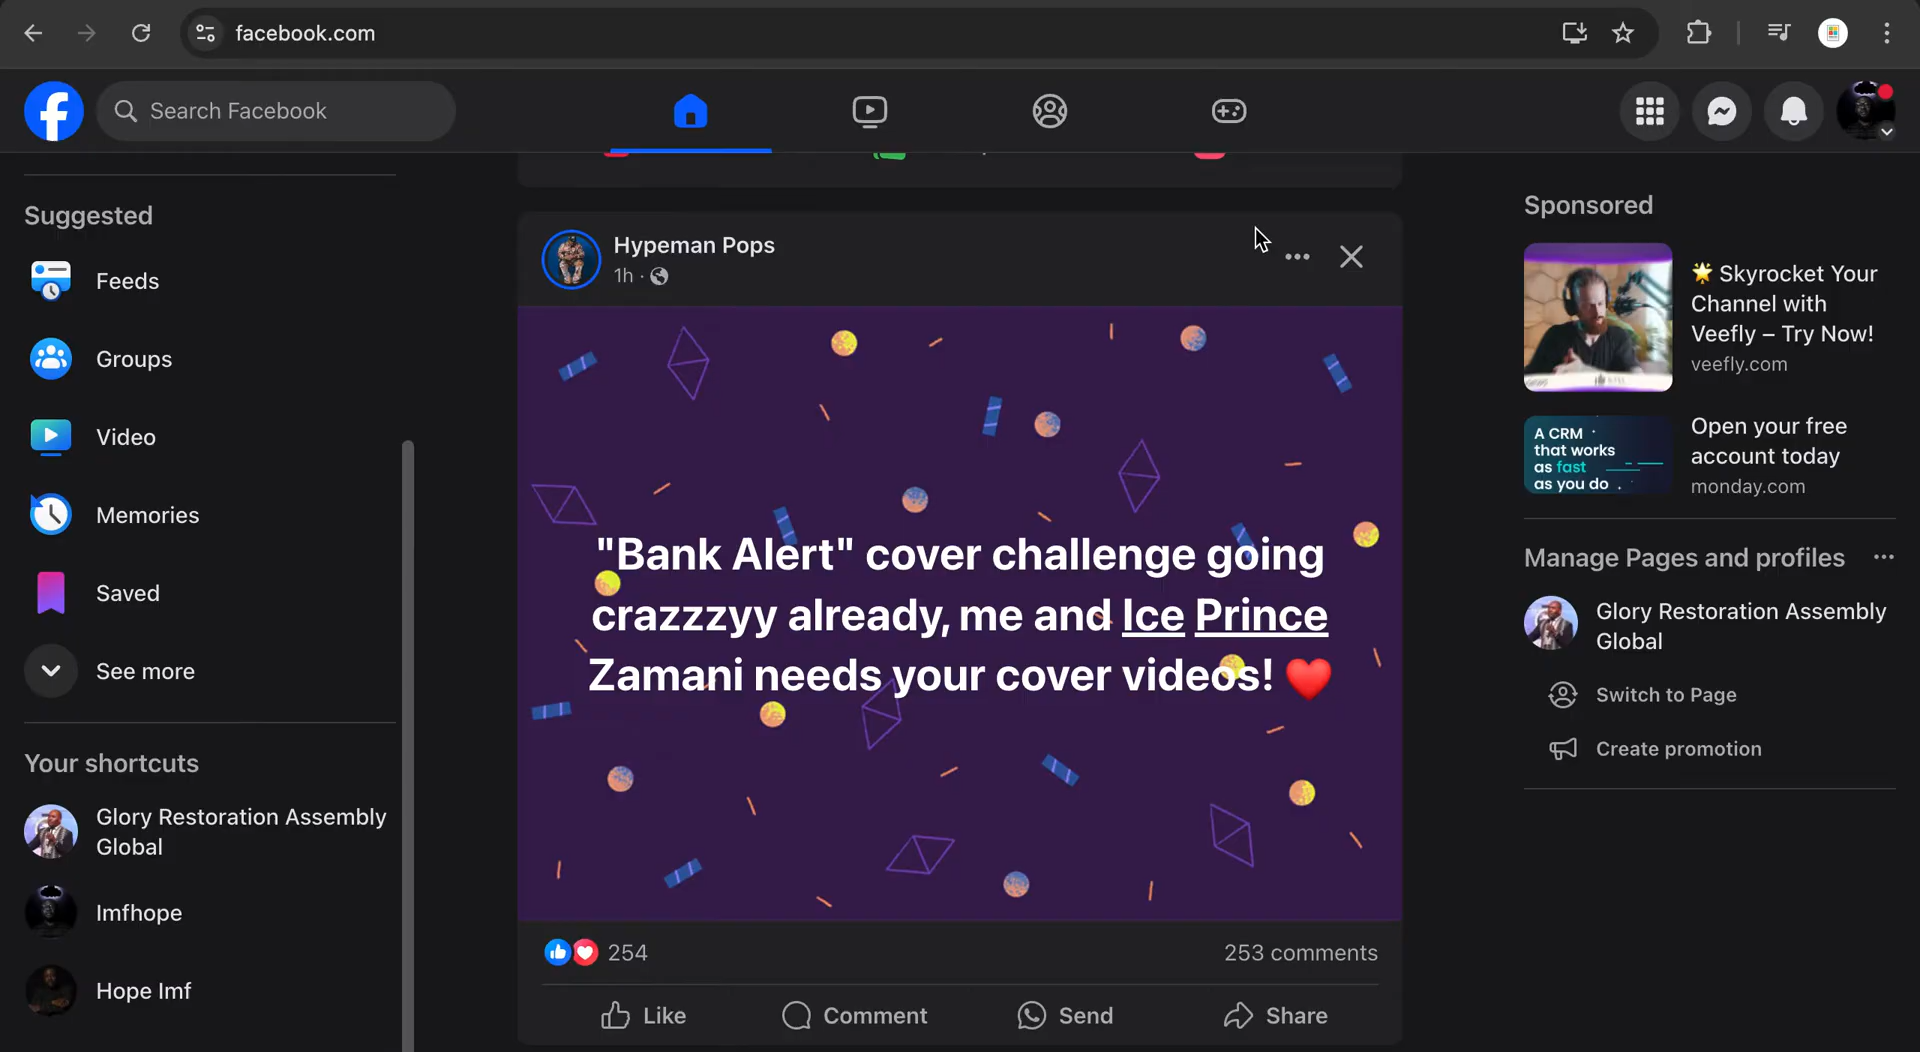 facebook.com
Search Facebook
Suggested
Feeds
Groups
Video
Memories
Saved
See more
Your shortcuts
Glory Restoration Assembly
Global
Imfhope
Hope Imf
Hypeman Pops
1h ·
"Bank Alert" cover challenge going
crazzzyy already, me and Ice Prince
Zamani needs your cover videos! ❤️
254
253 comments
Like
Comment
Send
Share
Sponsored
🌟 Skyrocket Your
Channel with
Veefly – Try Now!
veefly.com
A CRM
that works
as fast
as you do
Open your free
account today
monday.com
Manage Pages and profiles
Glory Restoration Assembly
Global
Switch to Page
Create promotion